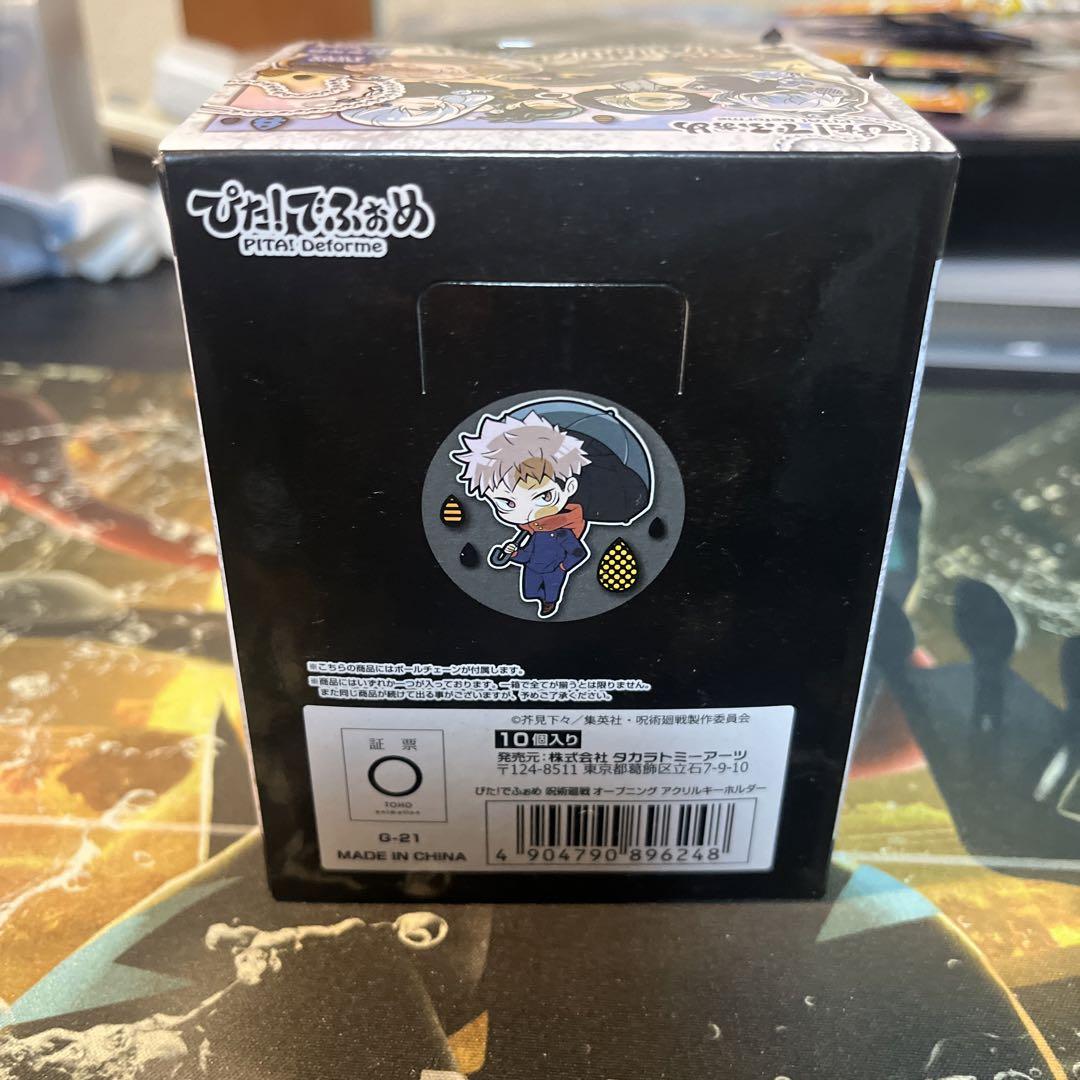 ぴた!でふぉめ
ぴた!でふぉめ
PITA! Deforme
※こちらの商品にはボールチェーンが付属します。
※商品にはいずれか一つが入っております。一箱で全てが揃うとは限りません。
また同じ商品が続けて出る事がございますが、予めご了承ください。
©芥見下々／集英社・呪術廻戦製作委員会
10個入り
発売元：株式会社 タカラトミーアーツ
〒124-8511 東京都葛飾区立石7-9-10
ぴた!でふぉめ 呪術廻戦 オープニング アクリルキーホルダー
証 票
TOHO
animation
G-21
MADE IN CHINA
4 904790 896248